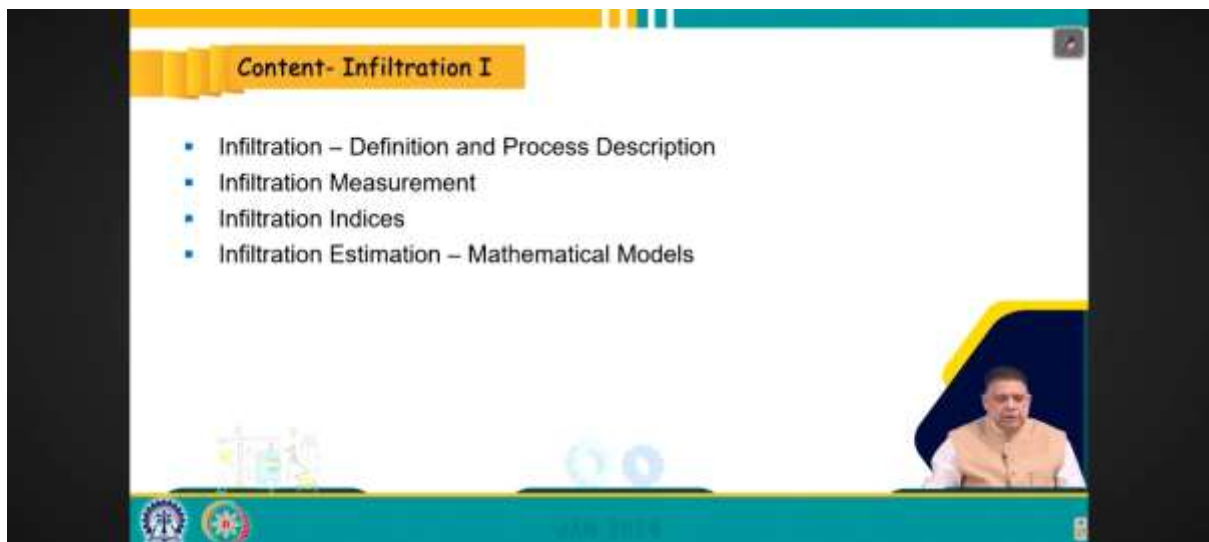 Content- Infiltration I
Infiltration – Definition and Process Description
Infiltration Measurement
Infiltration Indices
Infiltration Estimation – Mathematical Models